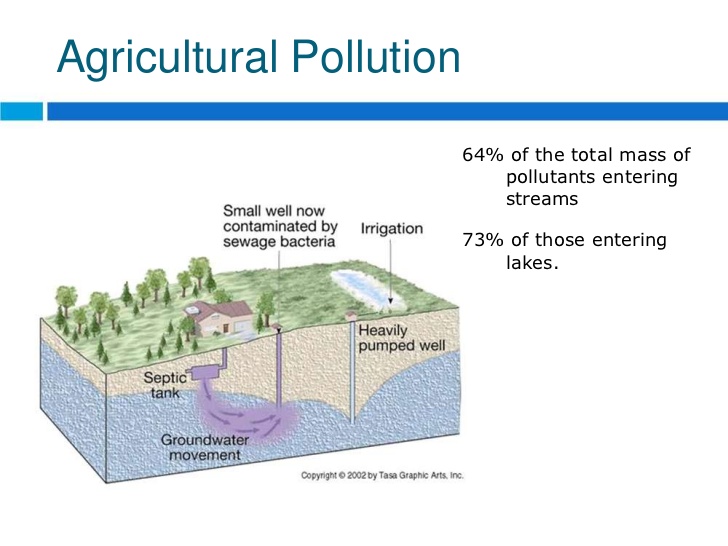 Agricultural Pollution
64% of the total mass of
pollutants entering
streams
73% of those entering
lakes.
Small well now
contaminated by
sewage bacteria
Irrigation
Heavily
pumped well
Septic
tank
Groundwater
movement
Copyright © 2002 by Tasa Graphic Arts, Inc.